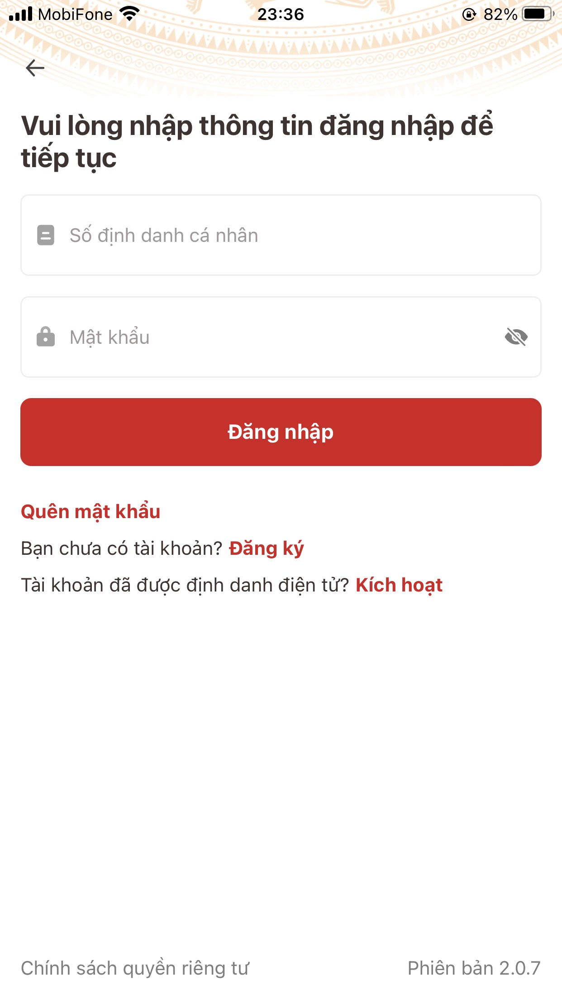 MobiFone 23:36 82%
Vui lòng nhập thông tin đăng nhập để
tiếp tục
Số định danh cá nhân
Mật khẩu
Đăng nhập
Quên mật khẩu
Bạn chưa có tài khoản? Đăng ký
Tài khoản đã được định danh điện tử? Kích hoạt
Chính sách quyền riêng tư Phiên bản 2.0.7